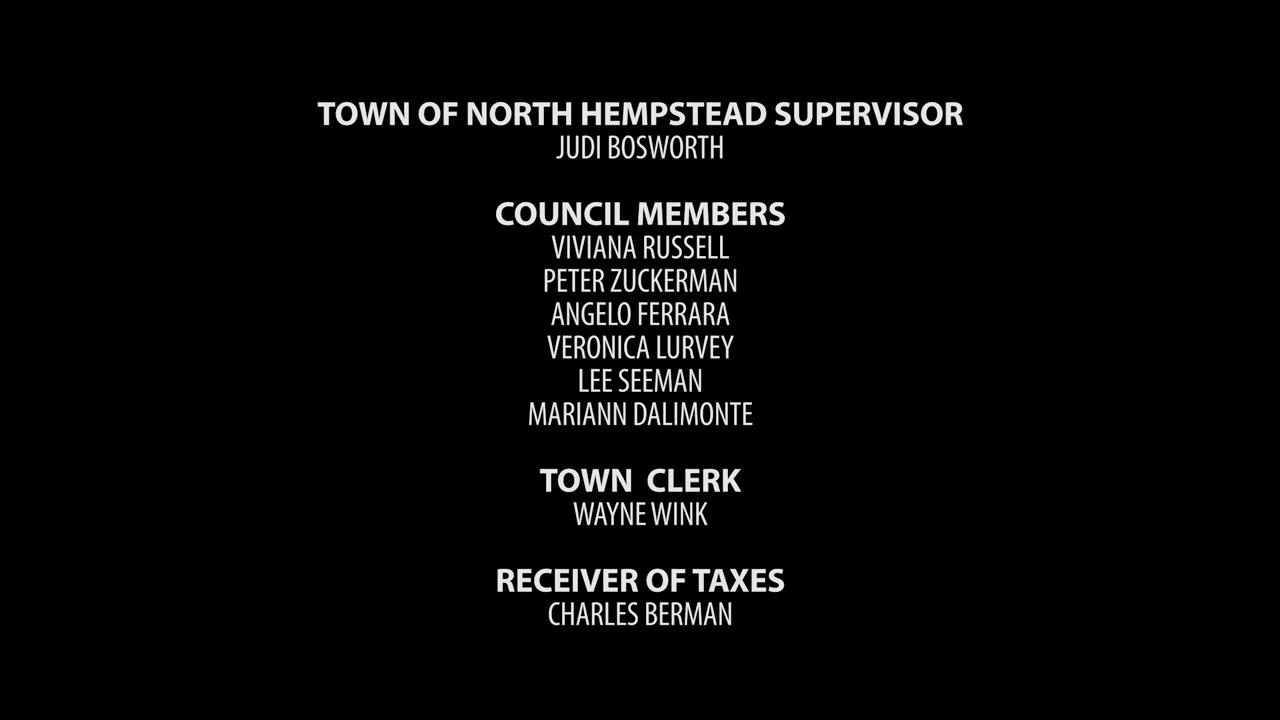 TOWN OF NORTH HEMPSTEAD SUPERVISOR
JUDI BOSWORTH
COUNCIL MEMBERS
VIVIANA RUSSELL
PETER ZUCKERMAN
ANGELO FERRARA
VERONICA LURVEY
LEE SEEMAN
MARIANN DALIMONTE
TOWN  CLERK
WAYNE WINK
RECEIVER OF TAXES
CHARLES BERMAN